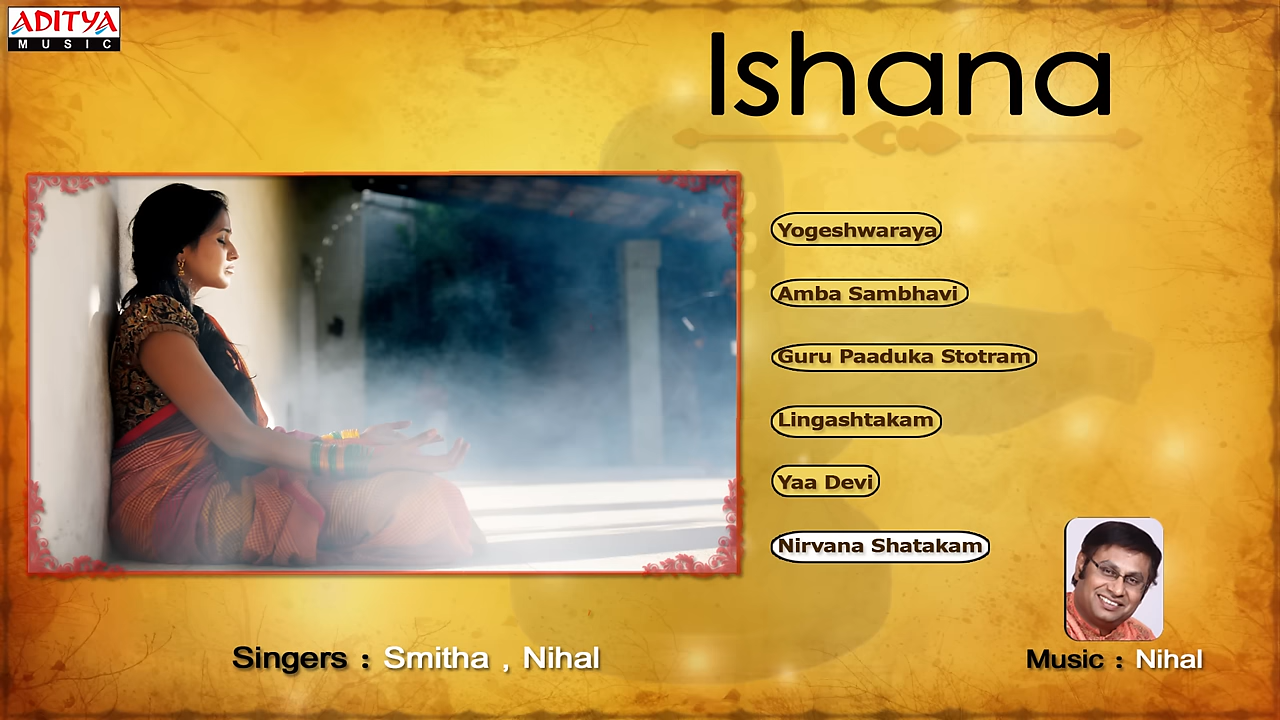 ADITYA
MUSIC
Ishana
Yogeshwaraya
Amba Sambhavi
Guru Paaduka Stotram
Lingashtakam
Yaa Devi
Nirvana Shatakam
Singers : Smitha , Nihal
Music : Nihal